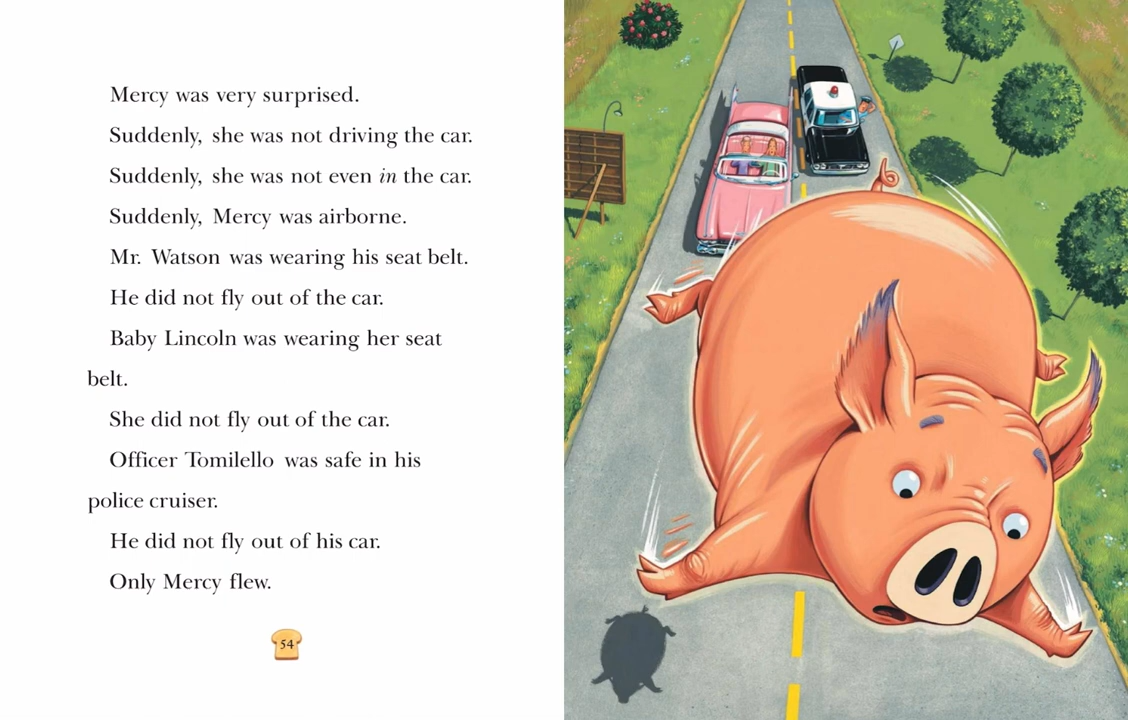 Mercy was very surprised.
Suddenly, she was not driving the car.
Suddenly, she was not even in the car.
Suddenly, Mercy was airborne.
Mr. Watson was wearing his seat belt.
He did not fly out of the car.
Baby Lincoln was wearing her seat
belt.
She did not fly out of the car.
Officer Tomilello was safe in his
police cruiser.
He did not fly out of his car.
Only Mercy flew.
54